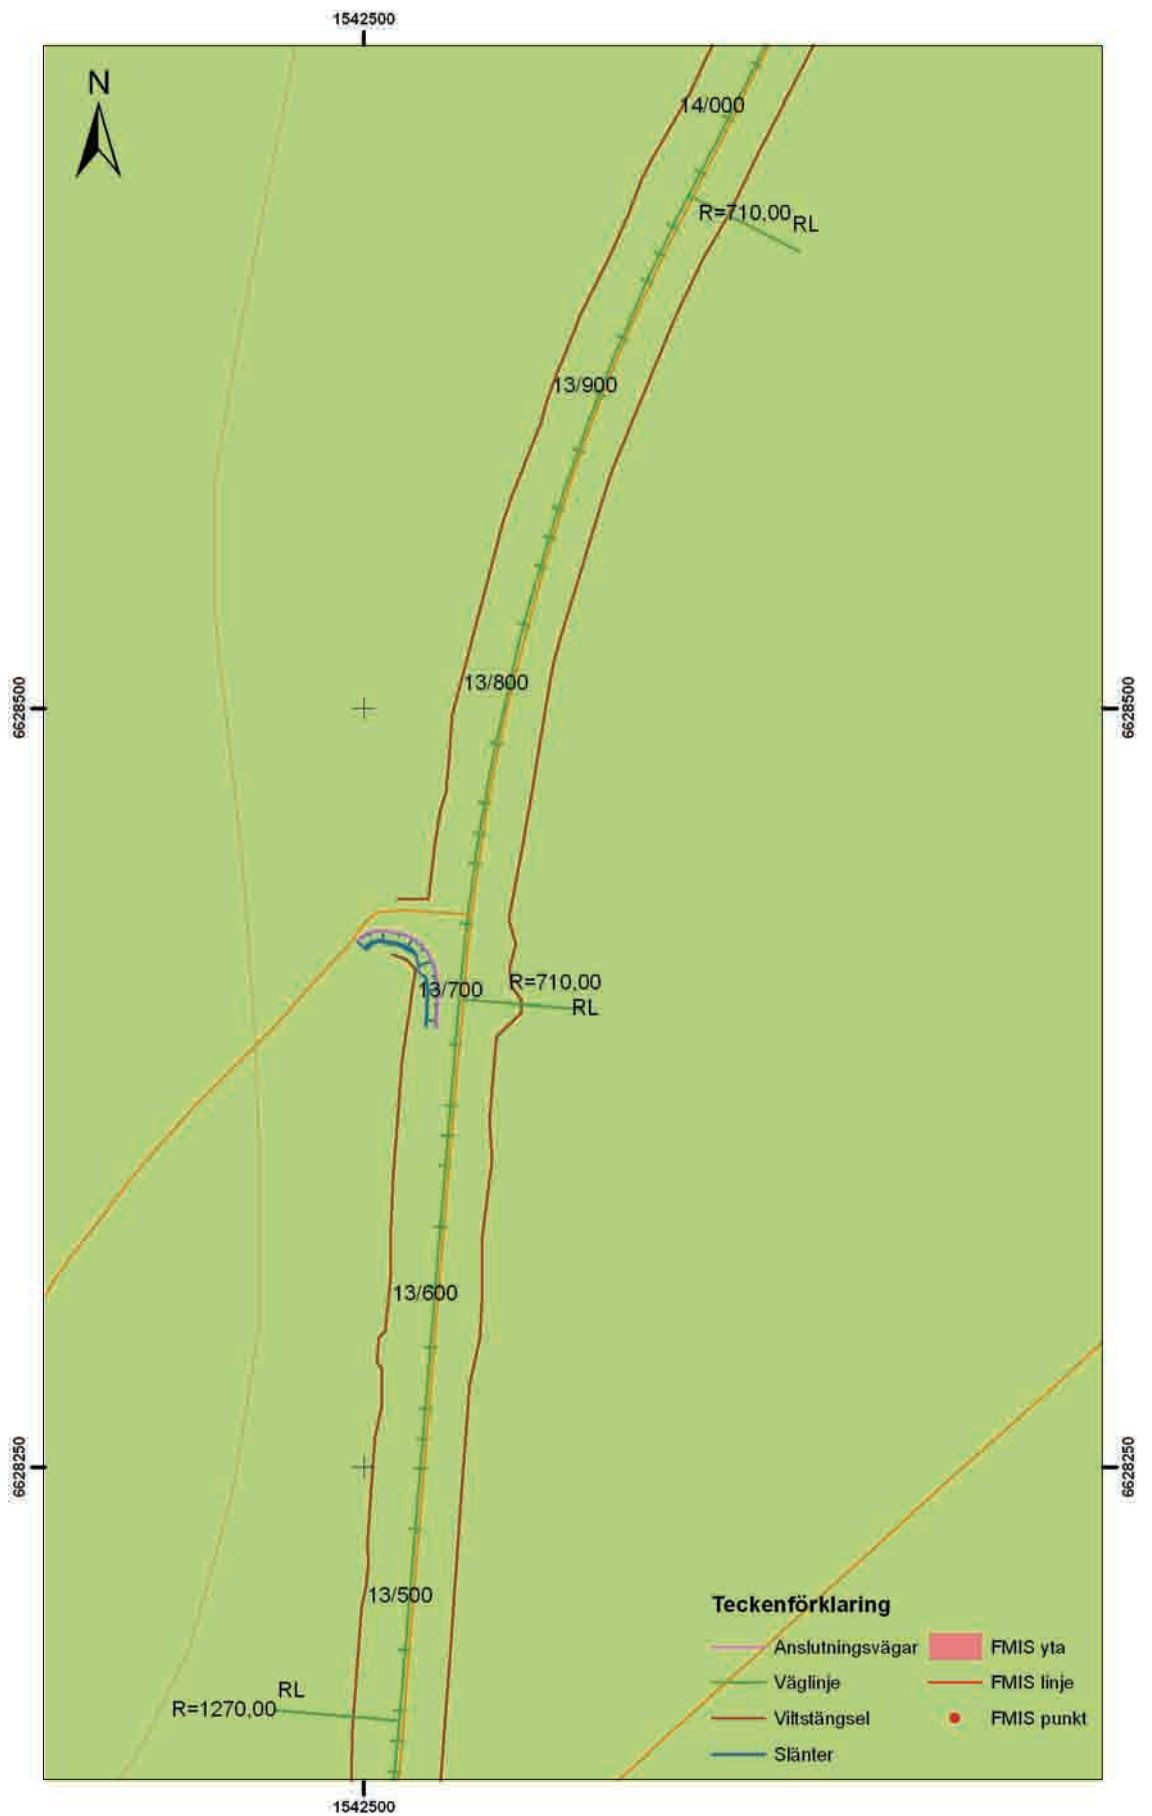 1542500
N
14/000
R=710,00
RL
13/900
13/800
6628500
6628500
R=710,00
13/700
RL
13/600
6628250
6628250
13/500
RL
R=1270,00
Teckenförklaring
Anslutningsvägar
FMIS yta
Väglinje
FMIS linje
Viltstängsel
FMIS punkt
Slänter
1542500